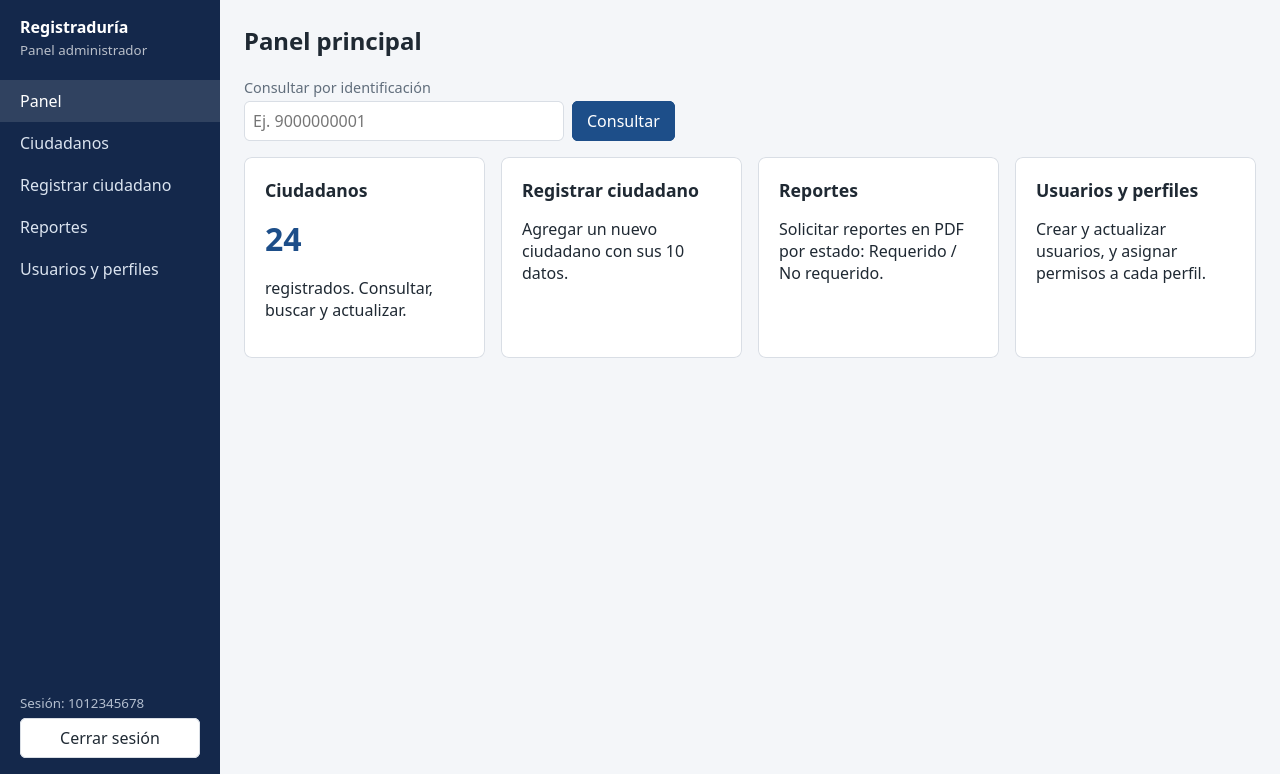 Registraduría
Panel administrador
Panel
Ciudadanos
Registrar ciudadano
Reportes
Usuarios y perfiles
Sesión: 1012345678
Cerrar sesión
Panel principal
Consultar por identificación
Ej. 9000000001
Consultar
Ciudadanos
24
registrados. Consultar,
buscar y actualizar.
Registrar ciudadano
Agregar un nuevo
ciudadano con sus 10
datos.
Reportes
Solicitar reportes en PDF
por estado: Requerido /
No requerido.
Usuarios y perfiles
Crear y actualizar
usuarios, y asignar
permisos a cada perfil.